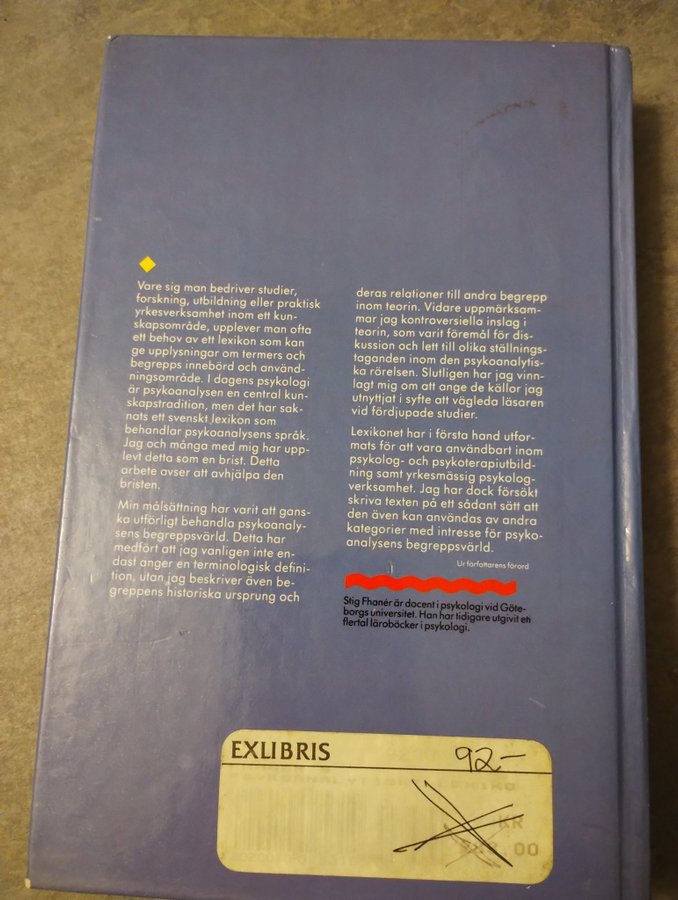 Vare sig man bedriver studier,
forskning, utbildning eller praktisk
yrkesverksamhet inom ett kun-
skapsområde, upplever man ofta
ett behov av ett lexikon som kan
ge upplysningar om termers och
begrepps innebörd och använd-
ningsområde. I dagens psykologi
är psykoanalysen en central kun-
skapstradition, men det har sak-
nats ett svenskt lexikon som
behandlar psykoanalysens språk.
Jag och många med mig har upp-
levt detta som en brist. Detta
arbete avser att avhjälpa den
bristen.
Min målsättning har varit att gans-
ka utförligt behandla psykoanaly-
sens begreppsvärld. Detta har
medfört att jag vanligen inte en-
dast anger en terminologisk defini-
tion, utan jag beskriver även be-
greppens historiska ursprung och
deras relationer till andra begrepp
inom teorin. Vidare uppmärksam-
mar jag kontroversiella inslag i
teorin, som varit föremål för dis-
kussion och lett till olika ställnings-
taganden inom den psykoanalytis-
ka rörelsen. Slutligen har jag vinn-
lagt mig om att ange de källor jag
utnyttjat i syfte att vägleda läsaren
vid fördjupade studier.
Lexikonet har i första hand utfor-
mats för att vara användbart inom
psykolog- och psykoterapiutbild-
ning samt yrkesmässig psykolog-
verksamhet. Jag har dock försökt
skriva texten på ett sådant sätt att
den även kan användas av andra
kategorier med intresse för psyko-
analysens begreppsvärld.
Ur författarens förord
Stig Fhanér är docent i psykologi vid Göte-
borgs universitet. Han har tidigare utgivit ett
flertal läroböcker i psykologi.
EXLIBRIS 92-
KR
00